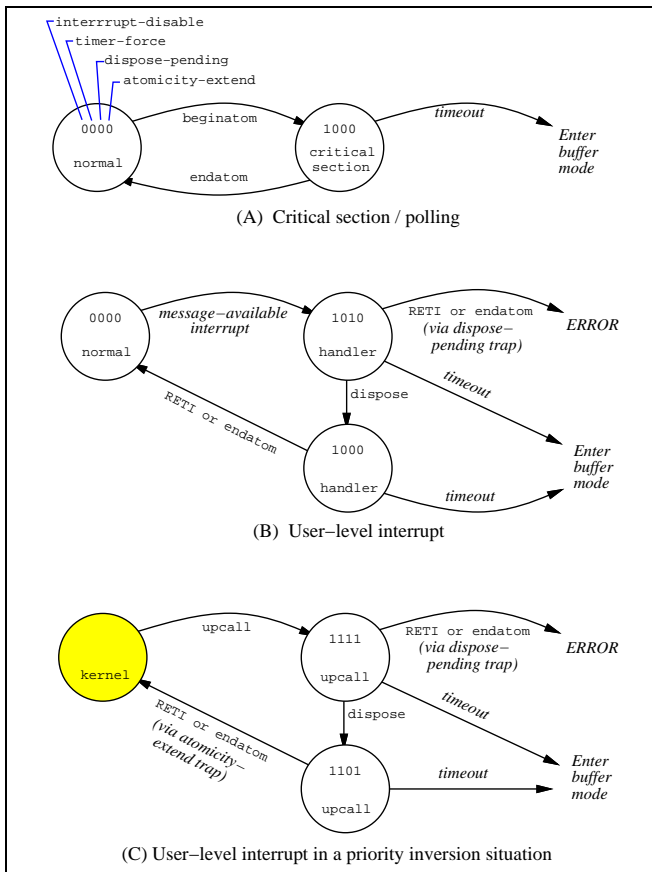 interrrupt-disable
timer-force
dispose-pending
atomicity-extend
0000
normal
beginatom
endatom
1000
critical
section
timeout
Enter
buffer
mode
(A) Critical section / polling
0000
normal
message-available
interrupt
RETI or endatom
1010
handler
dispose
1000
handler
RETI or endatom
(via dispose-
pending trap)
ERROR
timeout
timeout
Enter
buffer
mode
(B) User-level interrupt
kernel
upcall
RETI or endatom
(via atomicity-
extend trap)
1111
upcall
dispose
1101
upcall
RETI or endatom
(via dispose-
pending trap)
ERROR
timeout
timeout
Enter
buffer
mode
(C) User-level interrupt in a priority inversion situation